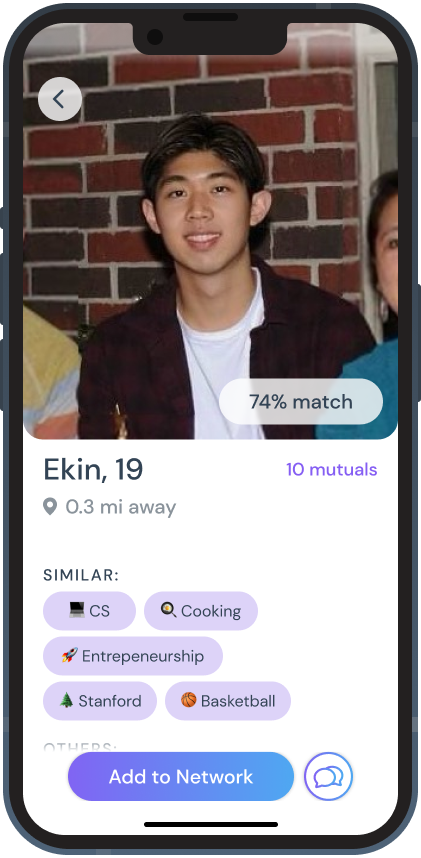 74% match
Ekin, 19
10 mutuals
0.3 mi away
SIMILAR:
CS
Cooking
Entrepeneurship
Stanford
Basketball
OTHERS:
Add to Network